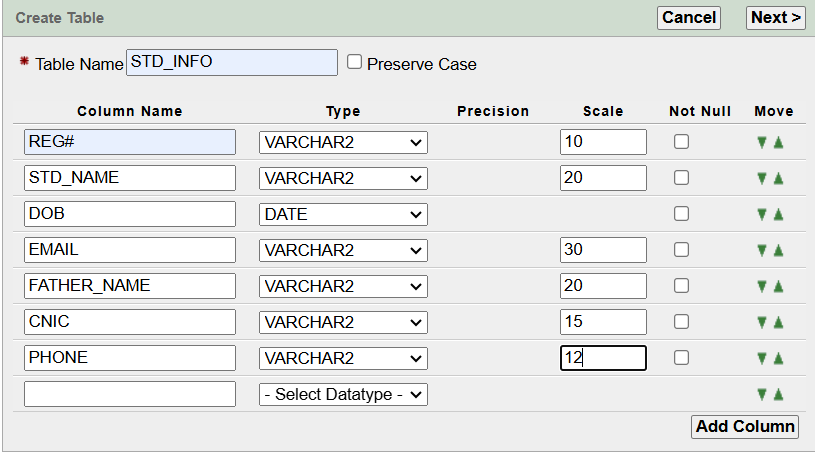 Create Table Cancel Next >
* Table Name STD_INFO Preserve Case
Column Name Type Precision Scale Not Null Move
REG# VARCHAR2 10
STD_NAME VARCHAR2 20
DOB DATE
EMAIL VARCHAR2 30
FATHER_NAME VARCHAR2 20
CNIC VARCHAR2 15
PHONE VARCHAR2 12
- Select Datatype -
Add Column